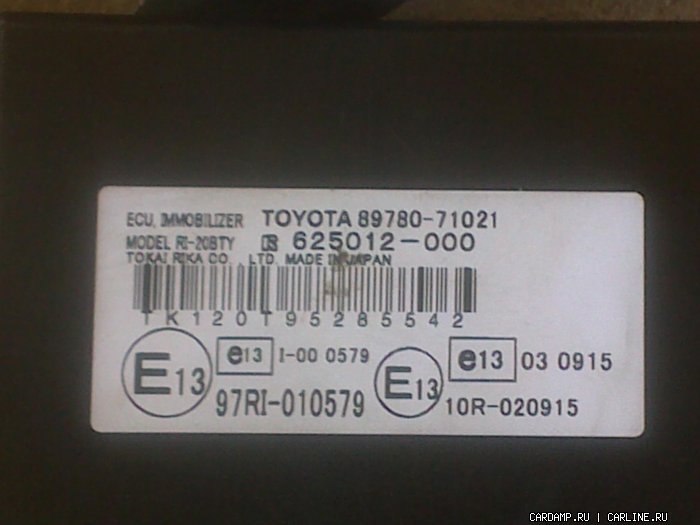 ECU, IMMOBILIZER TOYOTA 89780-71021
MODEL RI-20BTY 625012-000
TOKAI RIKA CO., LTD. MADE IN JAPAN
TK120T95285542
E13 e13 I-00 0579 E13 e13 03 0915
97RI-010579 10R-020915
CARDAMP.RU | CARLINE.RU